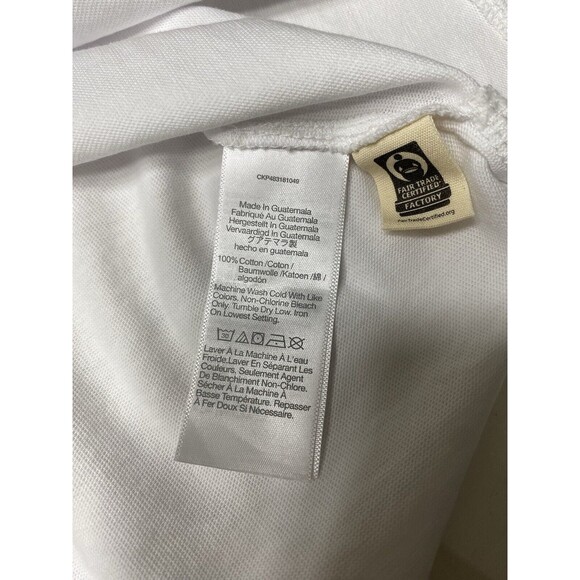 CKP403181040
Made In Guatemala
Fabriqué Au Guatemala
Hergestellt In Guatemala
Vervaardigd In Guatemala
グアテマラ製
hecho en guatemala
100% Cotton /Coton/
Baumwolle /Katoen /綿 /
algodón
Machine Wash Cold With Like
Colors. Non-Chlorine Bleach
Only. Tumble Dry Low. Iron
On Lowest Setting.
30
Laver À La Machine À L'eau
Froide.Laver En Séparant Les
Couleurs. Seulement Agent
De Blanchiment Non-Chlore.
Sécher À La Machine À
Basse Température. Repasser
À Fer Doux Si Nécessaire.
FAIR TRADE
CERTIFIED
FACTORY
FairTradeCertified.org